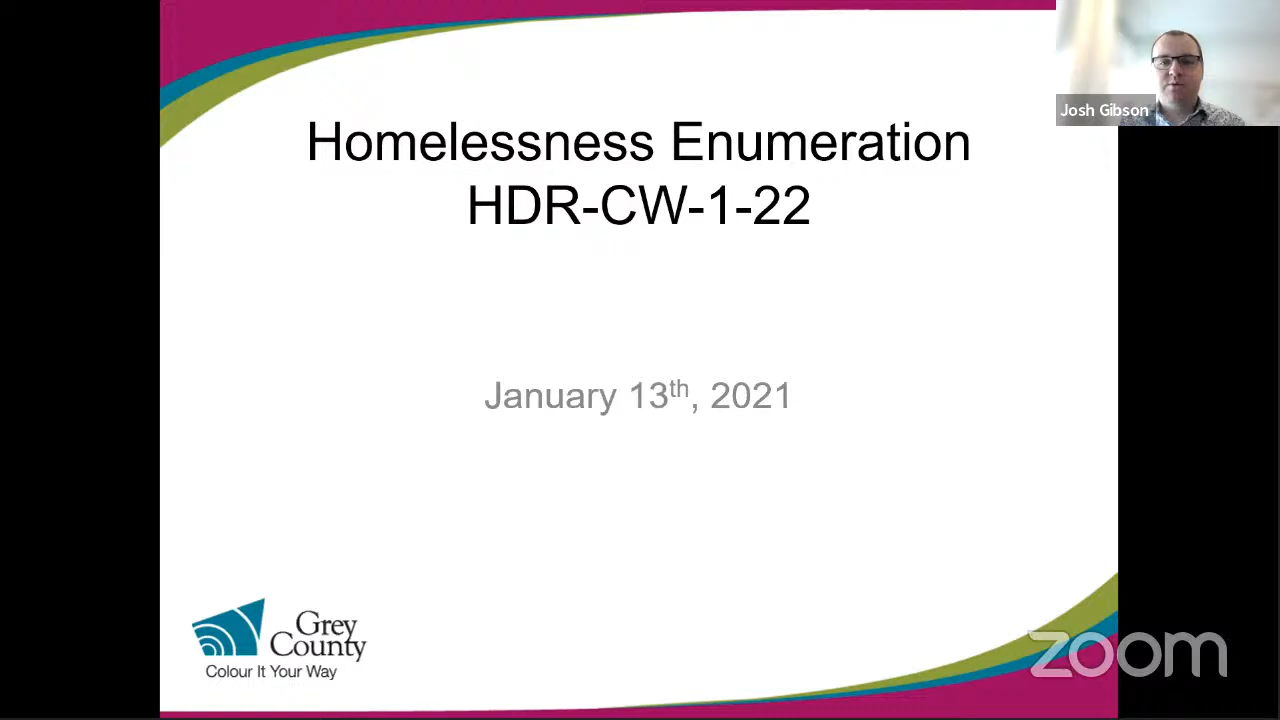 Josh Gibson
Homelessness Enumeration
HDR-CW-1-22
January 13th, 2021
Grey
County
Colour It Your Way
zoom